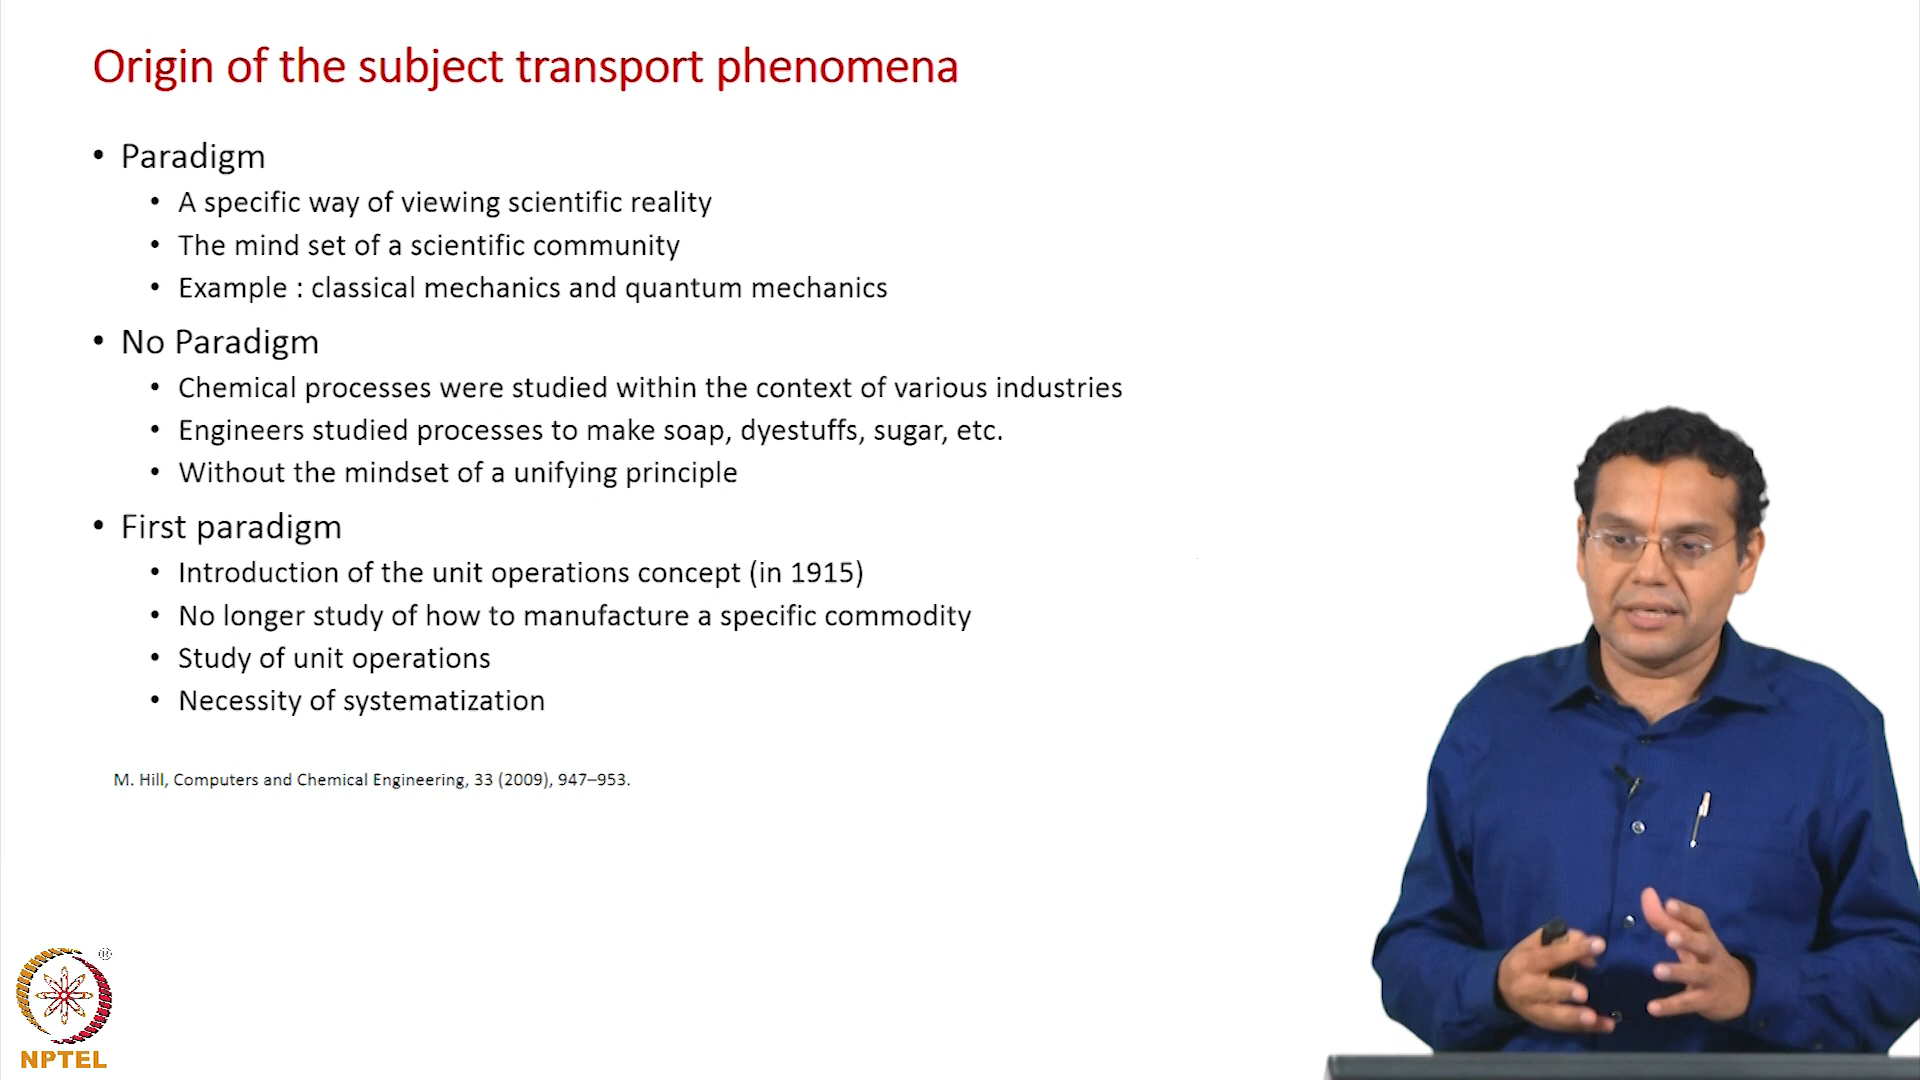 Origin of the subject transport phenomena
• Paradigm
• A specific way of viewing scientific reality
• The mind set of a scientific community
• Example : classical mechanics and quantum mechanics
• No Paradigm
• Chemical processes were studied within the context of various industries
• Engineers studied processes to make soap, dyestuffs, sugar, etc.
• Without the mindset of a unifying principle
• First paradigm
• Introduction of the unit operations concept (in 1915)
• No longer study of how to manufacture a specific commodity
• Study of unit operations
• Necessity of systematization
M. Hill, Computers and Chemical Engineering, 33 (2009), 947–953.
®
NPTEL